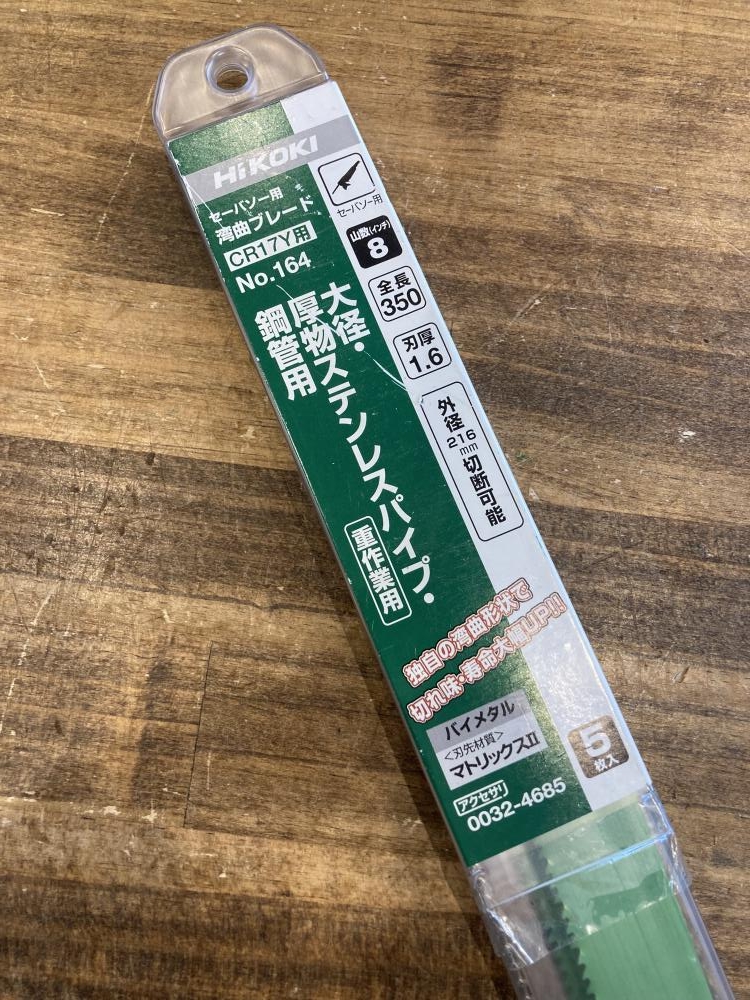 HiKOKI
セーバソー用
湾曲ブレード
CR17Y用
No.164
大径・
厚物ステンレスパイプ・
鋼管用
重作業用
セーバソー用
山数(インチ)
8
全長
350
刃厚
1.6
外径216mm切断可能
独自の湾曲形状で
切れ味・寿命大幅UP!!
バイメタル
<刃先材質>
マトリックスII
アクセサリ
0032-4685
5
枚入